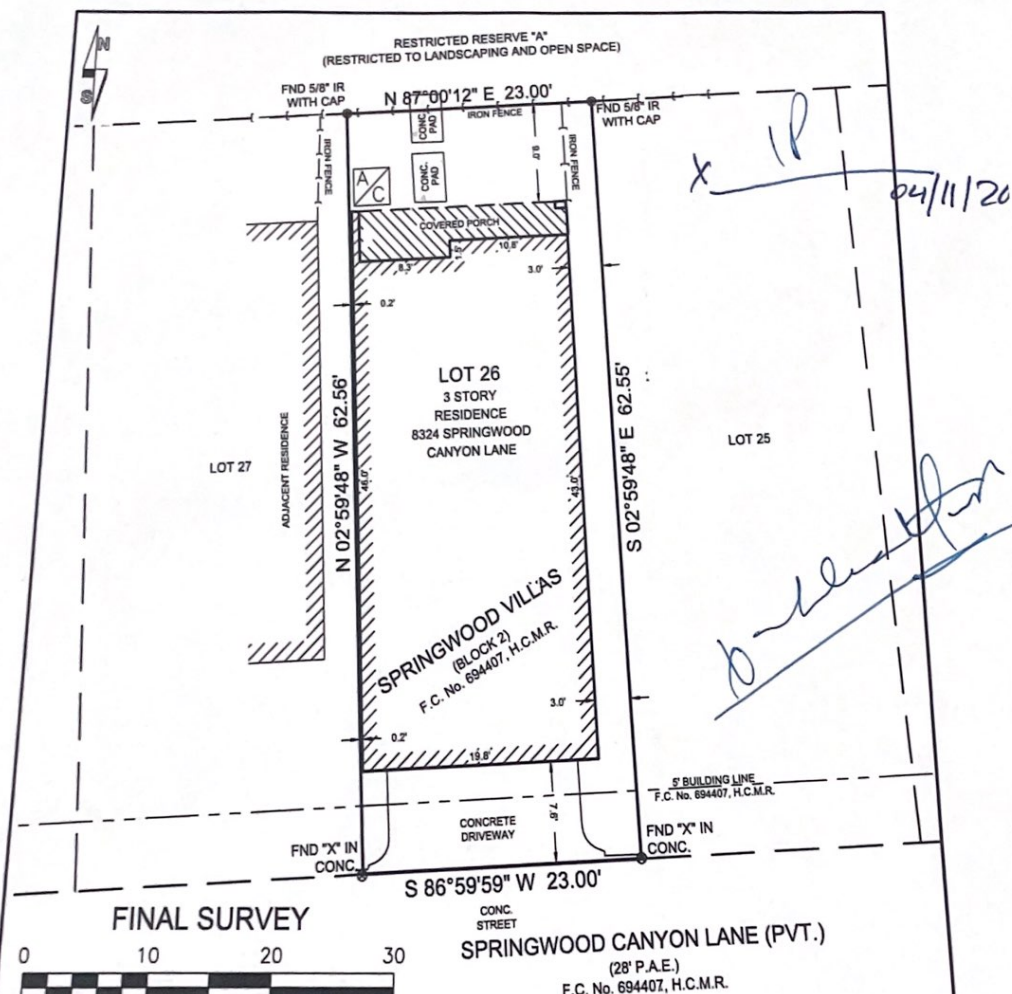 N
RESTRICTED RESERVE "A"
(RESTRICTED TO LANDSCAPING AND OPEN SPACE)
FND 5/8" IR
WITH CAP
N 87°00'12" E 23.00'
IRON FENCE
FND 5/8" IR
WITH CAP
IRON FENCE
CONC.
PAD
CONC.
PAD
A/C
9.0'
IRON FENCE
X
04/11/20
COVERED PORCH
8.3'
1.5'
10.8'
3.0'
0.2'
LOT 26
3 STORY
RESIDENCE
8324 SPRINGWOOD
CANYON LANE
LOT 27
ADJACENT RESIDENCE
N 02°59'48" W 62.56'
46.0'
43.0'
S 02°59'48" E 62.55'
LOT 25
SPRINGWOOD VILLAS
(BLOCK 2)
F.C. No. 694407, H.C.M.R.
3.0'
0.2'
19.8'
5' BUILDING LINE
F.C. No. 694407, H.C.M.R.
CONCRETE
DRIVEWAY
7.6'
FND "X" IN
CONC.
FND "X" IN
CONC.
S 86°59'59" W 23.00'
FINAL SURVEY
CONC.
STREET
SPRINGWOOD CANYON LANE (PVT.)
(28' P.A.E.)
F.C. No. 694407, H.C.M.R.
0 10 20 30